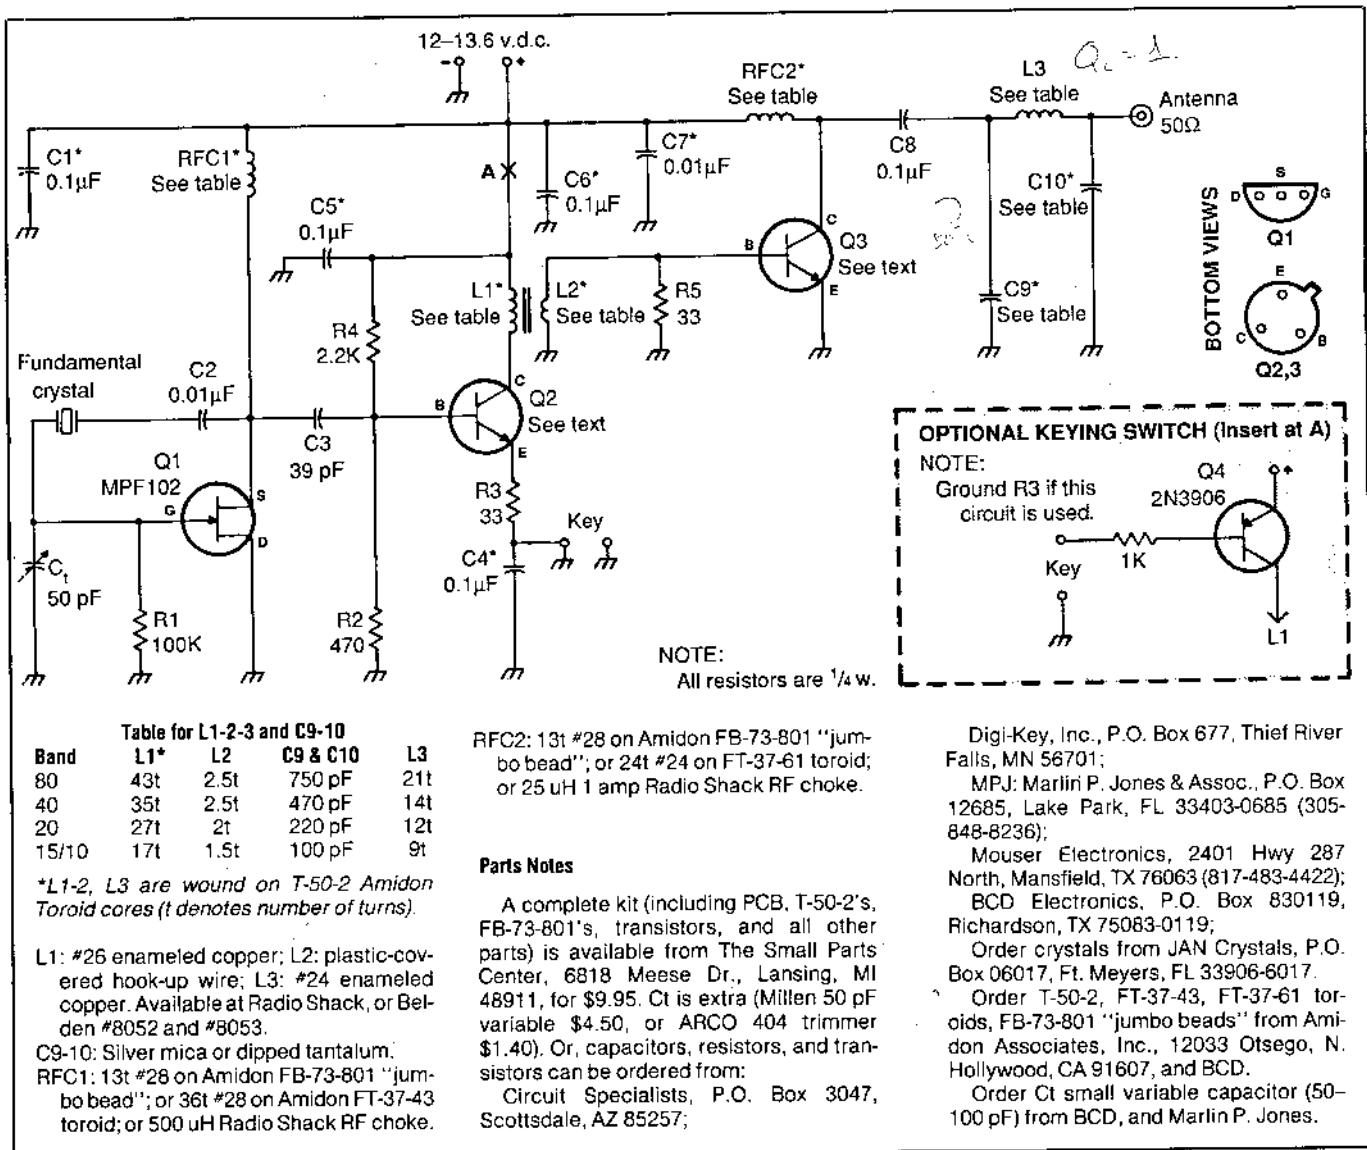 12–13.6 v.d.c.
- +
RFC2*
See table
L3
See table
Q_L = 1.
Antenna
50Ω
C1*
0.1µF
RFC1*
See table
A
C6*
0.1µF
C7*
0.01µF
C8
0.1µF
C10*
See table
C5*
0.1µF
B
C
E
Q3
See text
L1*
See table
L2*
See table
R5
33
C9*
See table
R4
2.2K
BOTTOM VIEWS
S
D
G
Q1
E
C
B
Q2,3
Fundamental
crystal
C2
0.01µF
C3
39 pF
B
C
E
Q2
See text
Q1
MPF102
G
S
D
R3
33
Key
C4*
0.1µF
Ct
50 pF
R1
100K
R2
470
NOTE:
All resistors are 1/4 w.
OPTIONAL KEYING SWITCH (Insert at A)
NOTE:
Ground R3 if this
circuit is used.
Q4
2N3906
+
1K
Key
L1
Table for L1-2-3 and C9-10
Band L1* L2 C9 & C10 L3
80 43t 2.5t 750 pF 21t
40 35t 2.5t 470 pF 14t
20 27t 2t 220 pF 12t
15/10 17t 1.5t 100 pF 9t
*L1-2, L3 are wound on T-50-2 Amidon
Toroid cores (t denotes number of turns).
L1: #26 enameled copper; L2: plastic-cov-
ered hook-up wire; L3: #24 enameled
copper. Available at Radio Shack, or Bel-
den #8052 and #8053.
C9-10: Silver mica or dipped tantalum.
RFC1: 13t #28 on Amidon FB-73-801 "jum-
bo bead"; or 36t #28 on Amidon FT-37-43
toroid; or 500 uH Radio Shack RF choke.
RFC2: 13t #28 on Amidon FB-73-801 "jum-
bo bead"; or 24t #24 on FT-37-61 toroid;
or 25 uH 1 amp Radio Shack RF choke.
Parts Notes
A complete kit (including PCB, T-50-2's,
FB-73-801's, transistors, and all other
parts) is available from The Small Parts
Center, 6818 Meese Dr., Lansing, MI
48911, for $9.95. Ct is extra (Millen 50 pF
variable $4.50, or ARCO 404 trimmer
$1.40). Or, capacitors, resistors, and tran-
sistors can be ordered from:
Circuit Specialists, P.O. Box 3047,
Scottsdale, AZ 85257;
Digi-Key, Inc., P.O. Box 677, Thief River
Falls, MN 56701;
MPJ: Marlin P. Jones & Assoc., P.O. Box
12685, Lake Park, FL 33403-0685 (305-
848-8236);
Mouser Electronics, 2401 Hwy 287
North, Mansfield, TX 76063 (817-483-4422);
BCD Electronics, P.O. Box 830119,
Richardson, TX 75083-0119;
Order crystals from JAN Crystals, P.O.
Box 06017, Ft. Meyers, FL 33906-6017.
Order T-50-2, FT-37-43, FT-37-61 tor-
oids, FB-73-801 "jumbo beads" from Ami-
don Associates, Inc., 12033 Otsego, N.
Hollywood, CA 91607, and BCD.
Order Ct small variable capacitor (50–
100 pF) from BCD, and Marlin P. Jones.